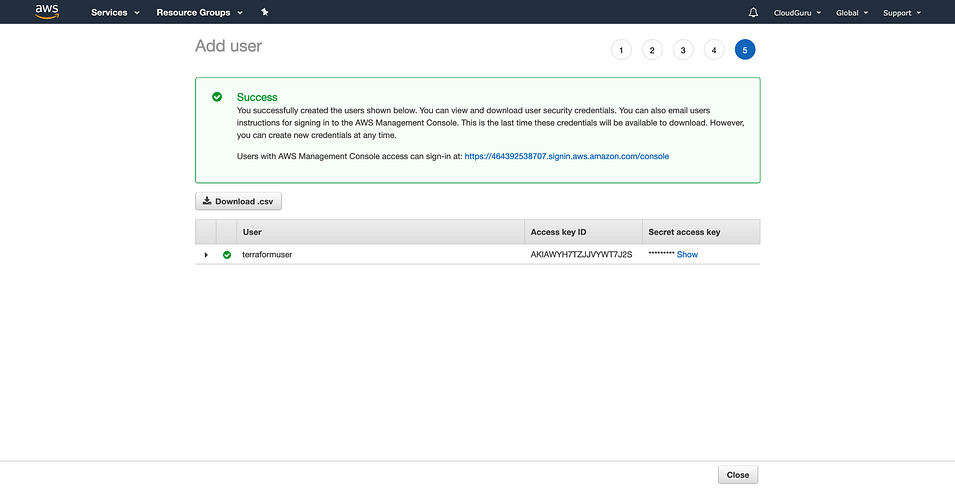 aws Services Resource Groups CloudGuru Global Support
Add user
1 2 3 4 5
Success
You successfully created the users shown below. You can view and download user security credentials. You can also email users
instructions for signing in to the AWS Management Console. This is the last time these credentials will be available to download. However,
you can create new credentials at any time.
Users with AWS Management Console access can sign-in at: https://464392538707.signin.aws.amazon.com/console
Download .csv
User Access key ID Secret access key
terraformuser AKIAWYH7TZJJVYWT7J2S ********* Show
Close